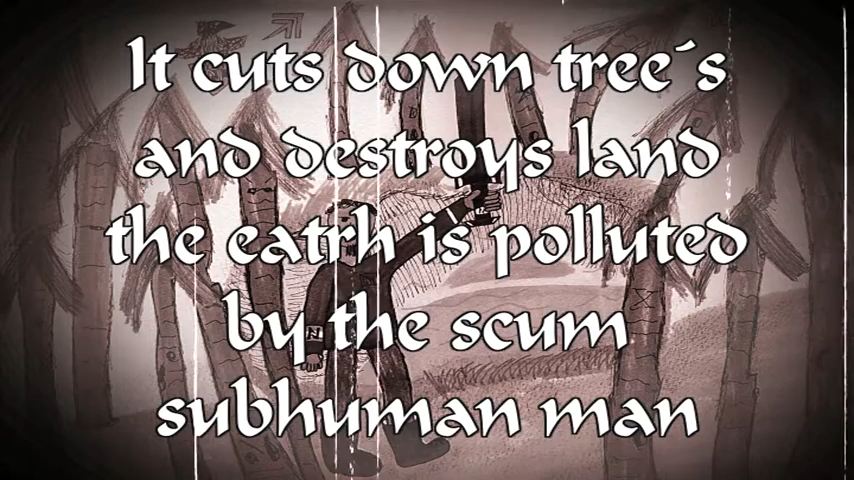 It cuts down tree´s
and destroys land
the eatrh is polluted
by the scum
subhuman man